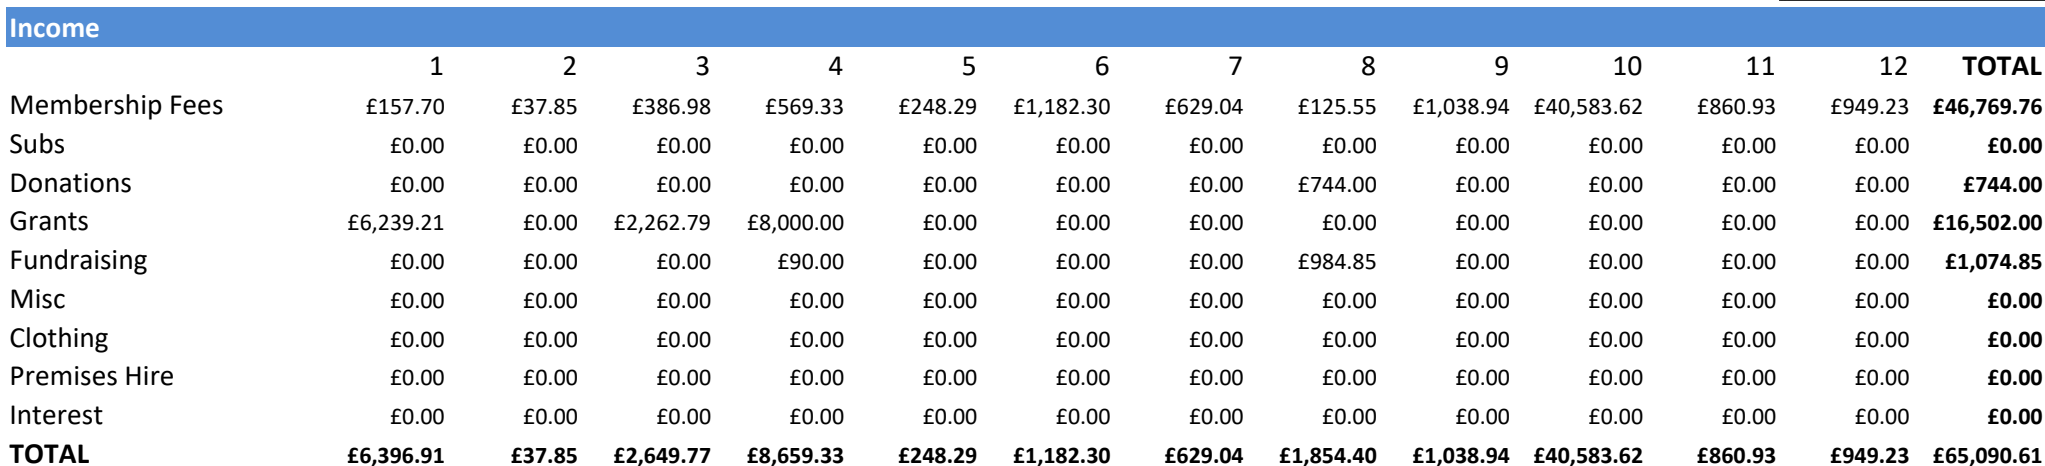 Income
1 2 3 4 5 6 7 8 9 10 11 12 TOTAL
Membership Fees £157.70 £37.85 £386.98 £569.33 £248.29 £1,182.30 £629.04 £125.55 £1,038.94 £40,583.62 £860.93 £949.23 £46,769.76
Subs £0.00 £0.00 £0.00 £0.00 £0.00 £0.00 £0.00 £0.00 £0.00 £0.00 £0.00 £0.00 £0.00
Donations £0.00 £0.00 £0.00 £0.00 £0.00 £0.00 £0.00 £744.00 £0.00 £0.00 £0.00 £0.00 £744.00
Grants £6,239.21 £0.00 £2,262.79 £8,000.00 £0.00 £0.00 £0.00 £0.00 £0.00 £0.00 £0.00 £0.00 £16,502.00
Fundraising £0.00 £0.00 £0.00 £90.00 £0.00 £0.00 £0.00 £984.85 £0.00 £0.00 £0.00 £0.00 £1,074.85
Misc £0.00 £0.00 £0.00 £0.00 £0.00 £0.00 £0.00 £0.00 £0.00 £0.00 £0.00 £0.00 £0.00
Clothing £0.00 £0.00 £0.00 £0.00 £0.00 £0.00 £0.00 £0.00 £0.00 £0.00 £0.00 £0.00 £0.00
Premises Hire £0.00 £0.00 £0.00 £0.00 £0.00 £0.00 £0.00 £0.00 £0.00 £0.00 £0.00 £0.00 £0.00
Interest £0.00 £0.00 £0.00 £0.00 £0.00 £0.00 £0.00 £0.00 £0.00 £0.00 £0.00 £0.00 £0.00
TOTAL £6,396.91 £37.85 £2,649.77 £8,659.33 £248.29 £1,182.30 £629.04 £1,854.40 £1,038.94 £40,583.62 £860.93 £949.23 £65,090.61